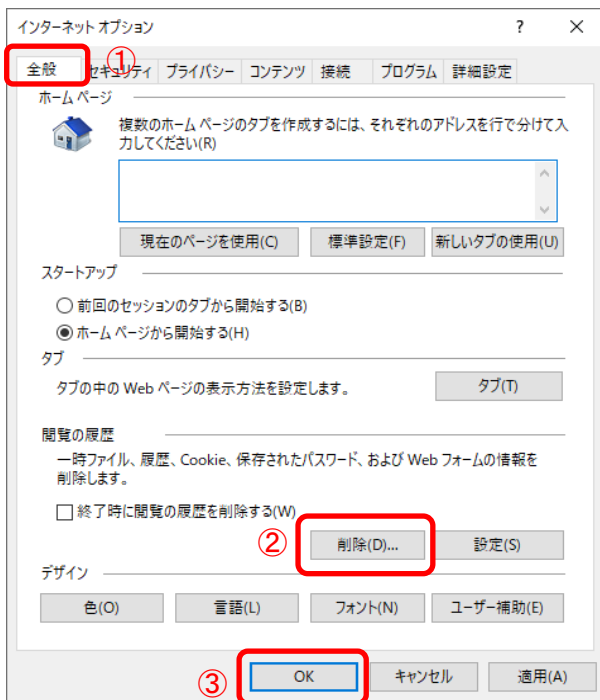 インターネット オプション ? ×
全般 ① セキュリティ プライバシー コンテンツ 接続 プログラム 詳細設定
ホーム ページ
複数のホーム ページのタブを作成するには、それぞれのアドレスを行で分けて入
力してください(R)
現在のページを使用(C) 標準設定(F) 新しいタブの使用(U)
スタートアップ
前回のセッションのタブから開始する(B)
ホーム ページから開始する(H)
タブ
タブの中の Web ページの表示方法を設定します。 タブ(T)
閲覧の履歴
一時ファイル、履歴、Cookie、保存されたパスワード、および Web フォームの情報を
削除します。
終了時に閲覧の履歴を削除する(W)
② 削除(D)... 設定(S)
デザイン
色(O) 言語(L) フォント(N) ユーザー補助(E)
③ OK キャンセル 適用(A)